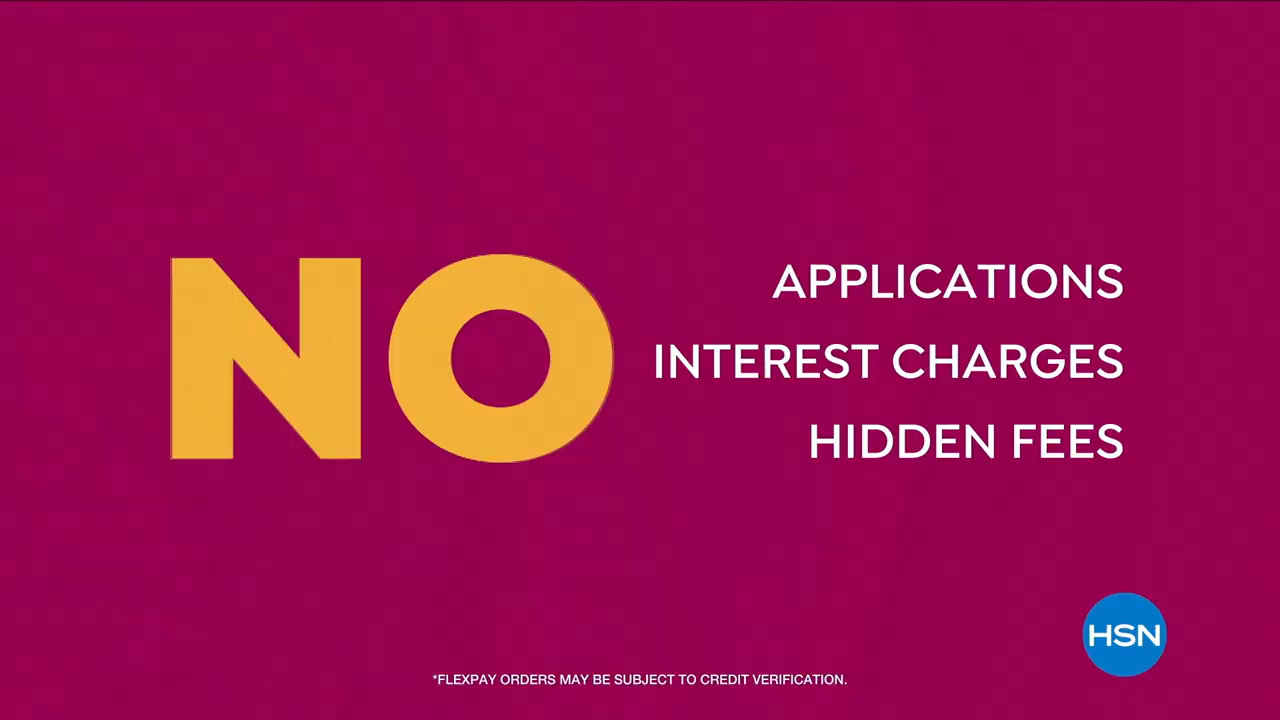 NO
APPLICATIONS
INTEREST CHARGES
HIDDEN FEES
HSN
*FLEXPAY ORDERS MAY BE SUBJECT TO CREDIT VERIFICATION.